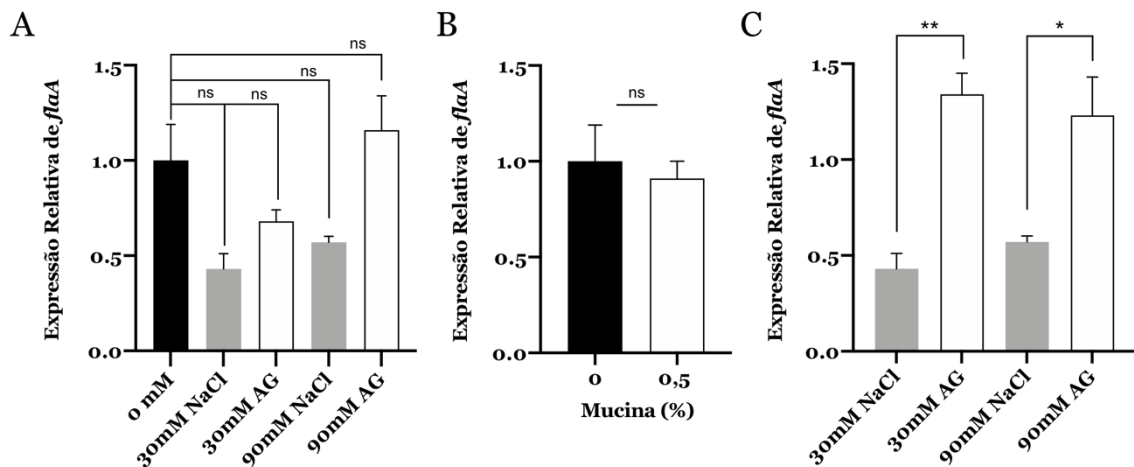 A
Expressão Relativa de flaA
ns
ns
ns
ns
1.5
1.0
0.5
0.0
0 mM
30mM NaCl
30mM AG
90mM NaCl
90mM AG
B
Expressão Relativa de flaA
ns
1.5
1.0
0.5
0.0
0
0,5
Mucina (%)
C
Expressão Relativa de flaA
**
*
1.5
1.0
0.5
0.0
30mM NaCl
30mM AG
90mM NaCl
90mM AG